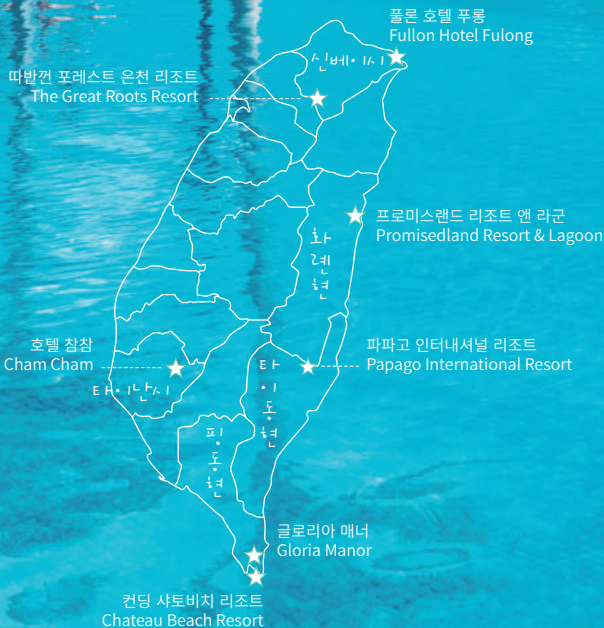 풀론 호텔 푸롱
Fullon Hotel Fulong
신베이시
따반껀 포레스트 온천 리조트
The Great Roots Resort
프로미스랜드 리조트 앤 라군
Promisedland Resort & Lagoon
화롄현
호텔 참참
Cham Cham
파파고 인터내셔널 리조트
Papago International Resort
타이난시
타이동현
핑동현
글로리아 매너
Gloria Manor
컨딩 샤토비치 리조트
Chateau Beach Resort